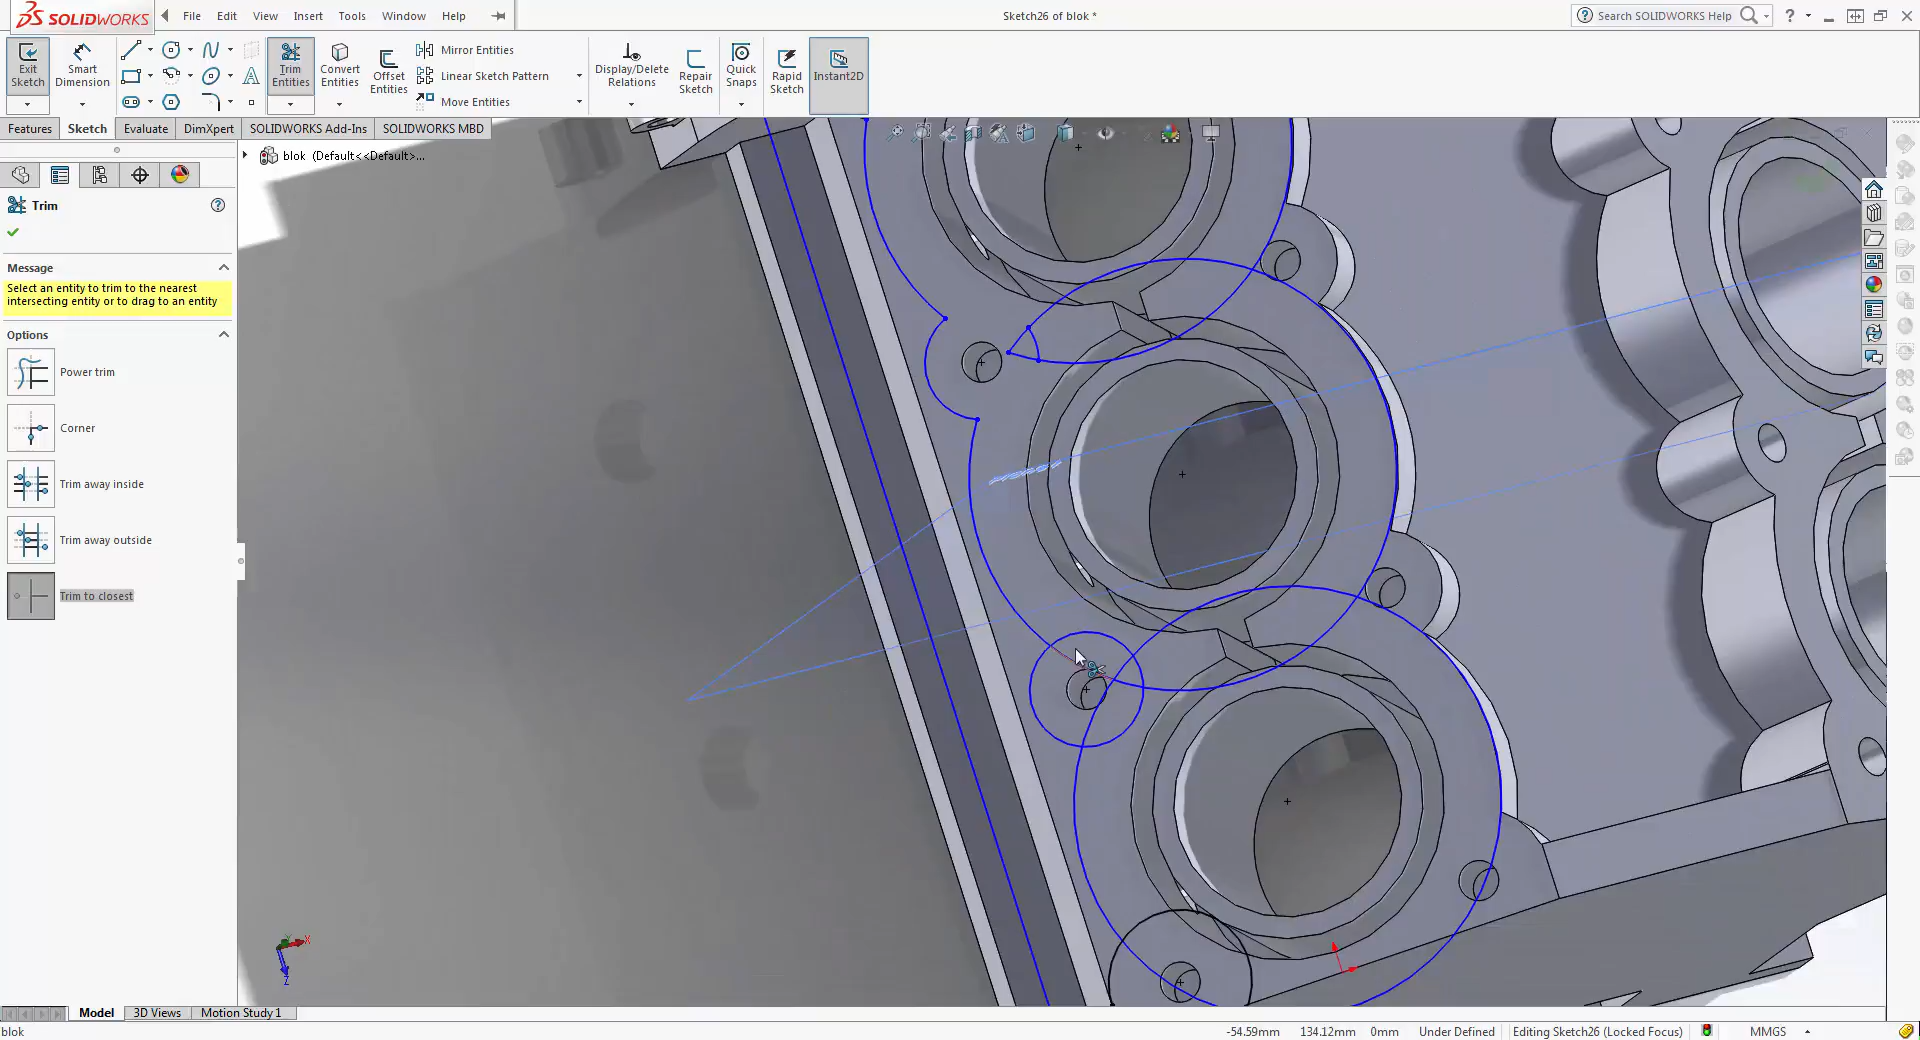 SOLIDWORKS
File Edit View Insert Tools Window Help
Sketch26 of blok *
Search SOLIDWORKS Help
Exit Sketch
Smart Dimension
Trim Entities
Convert Entities
Offset Entities
Mirror Entities
Linear Sketch Pattern
Move Entities
Display/Delete Relations
Repair Sketch
Quick Snaps
Rapid Sketch
Instant2D
Features Sketch Evaluate DimXpert SOLIDWORKS Add-Ins SOLIDWORKS MBD
blok (Default<<Default>...
Trim
Message
Select an entity to trim to the nearest
intersecting entity or to drag to an entity
Options
Power trim
Corner
Trim away inside
Trim away outside
Trim to closest
X
Y
Z
Model 3D Views Motion Study 1
blok
-54.59mm 134.12mm 0mm Under Defined Editing Sketch26 (Locked Focus) MMGS